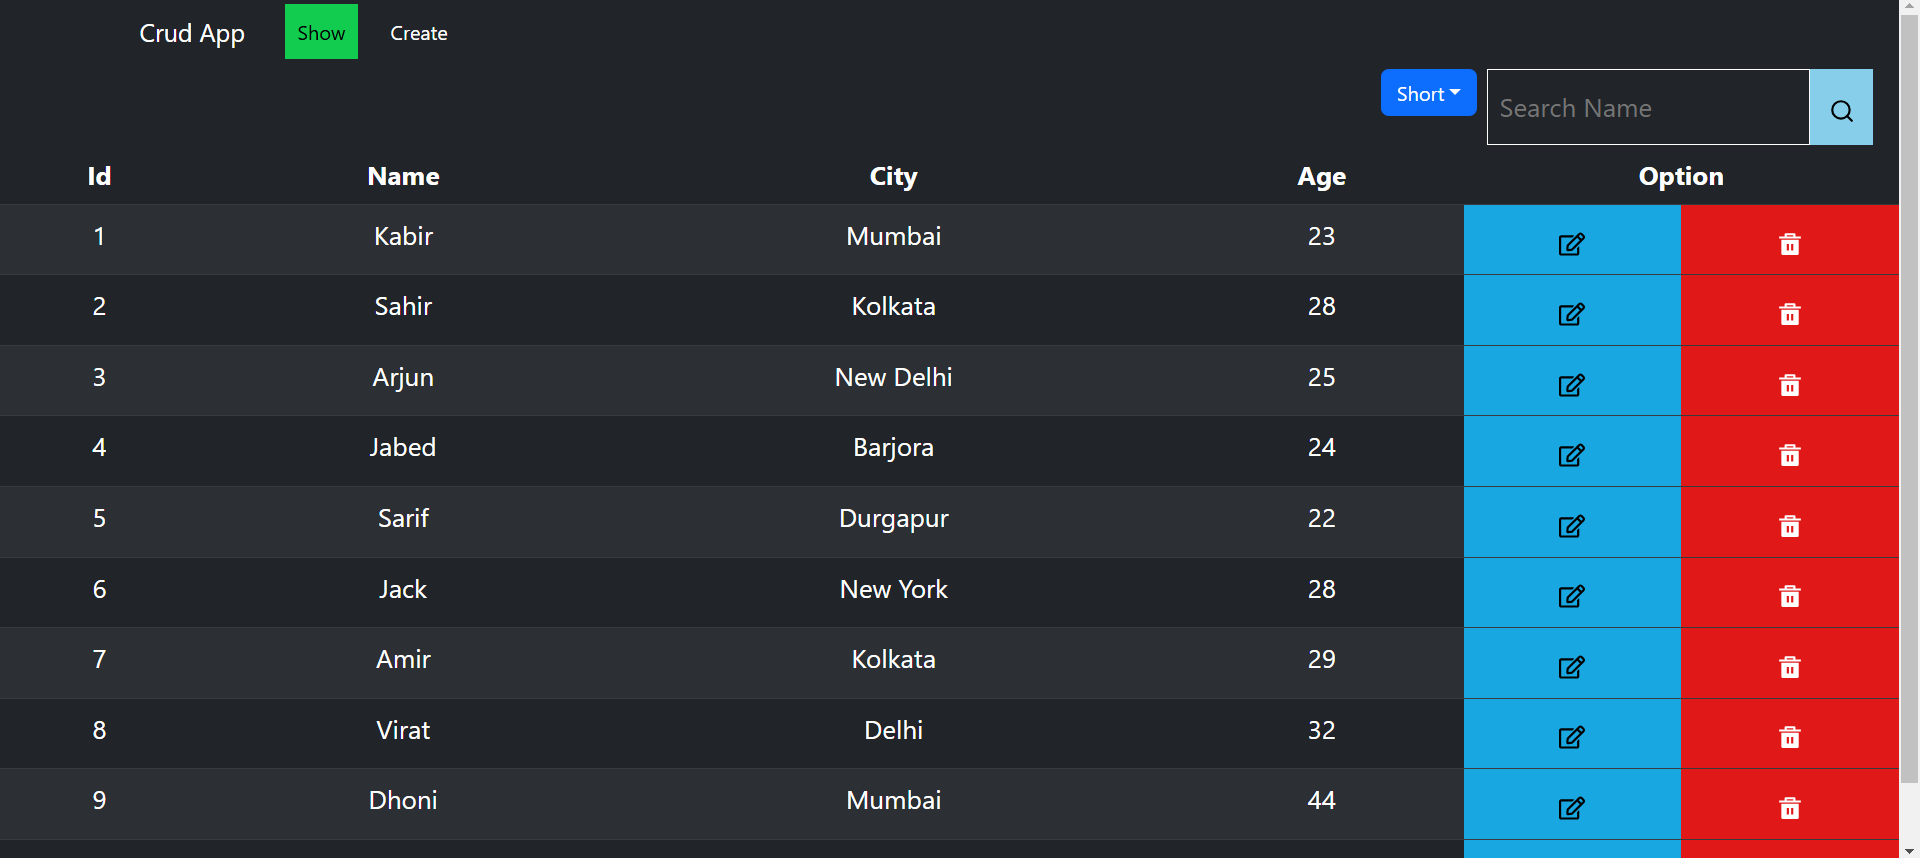 Crud App Show Create
Short Search Name
Id Name City Age Option
1 Kabir Mumbai 23
2 Sahir Kolkata 28
3 Arjun New Delhi 25
4 Jabed Barjora 24
5 Sarif Durgapur 22
6 Jack New York 28
7 Amir Kolkata 29
8 Virat Delhi 32
9 Dhoni Mumbai 44